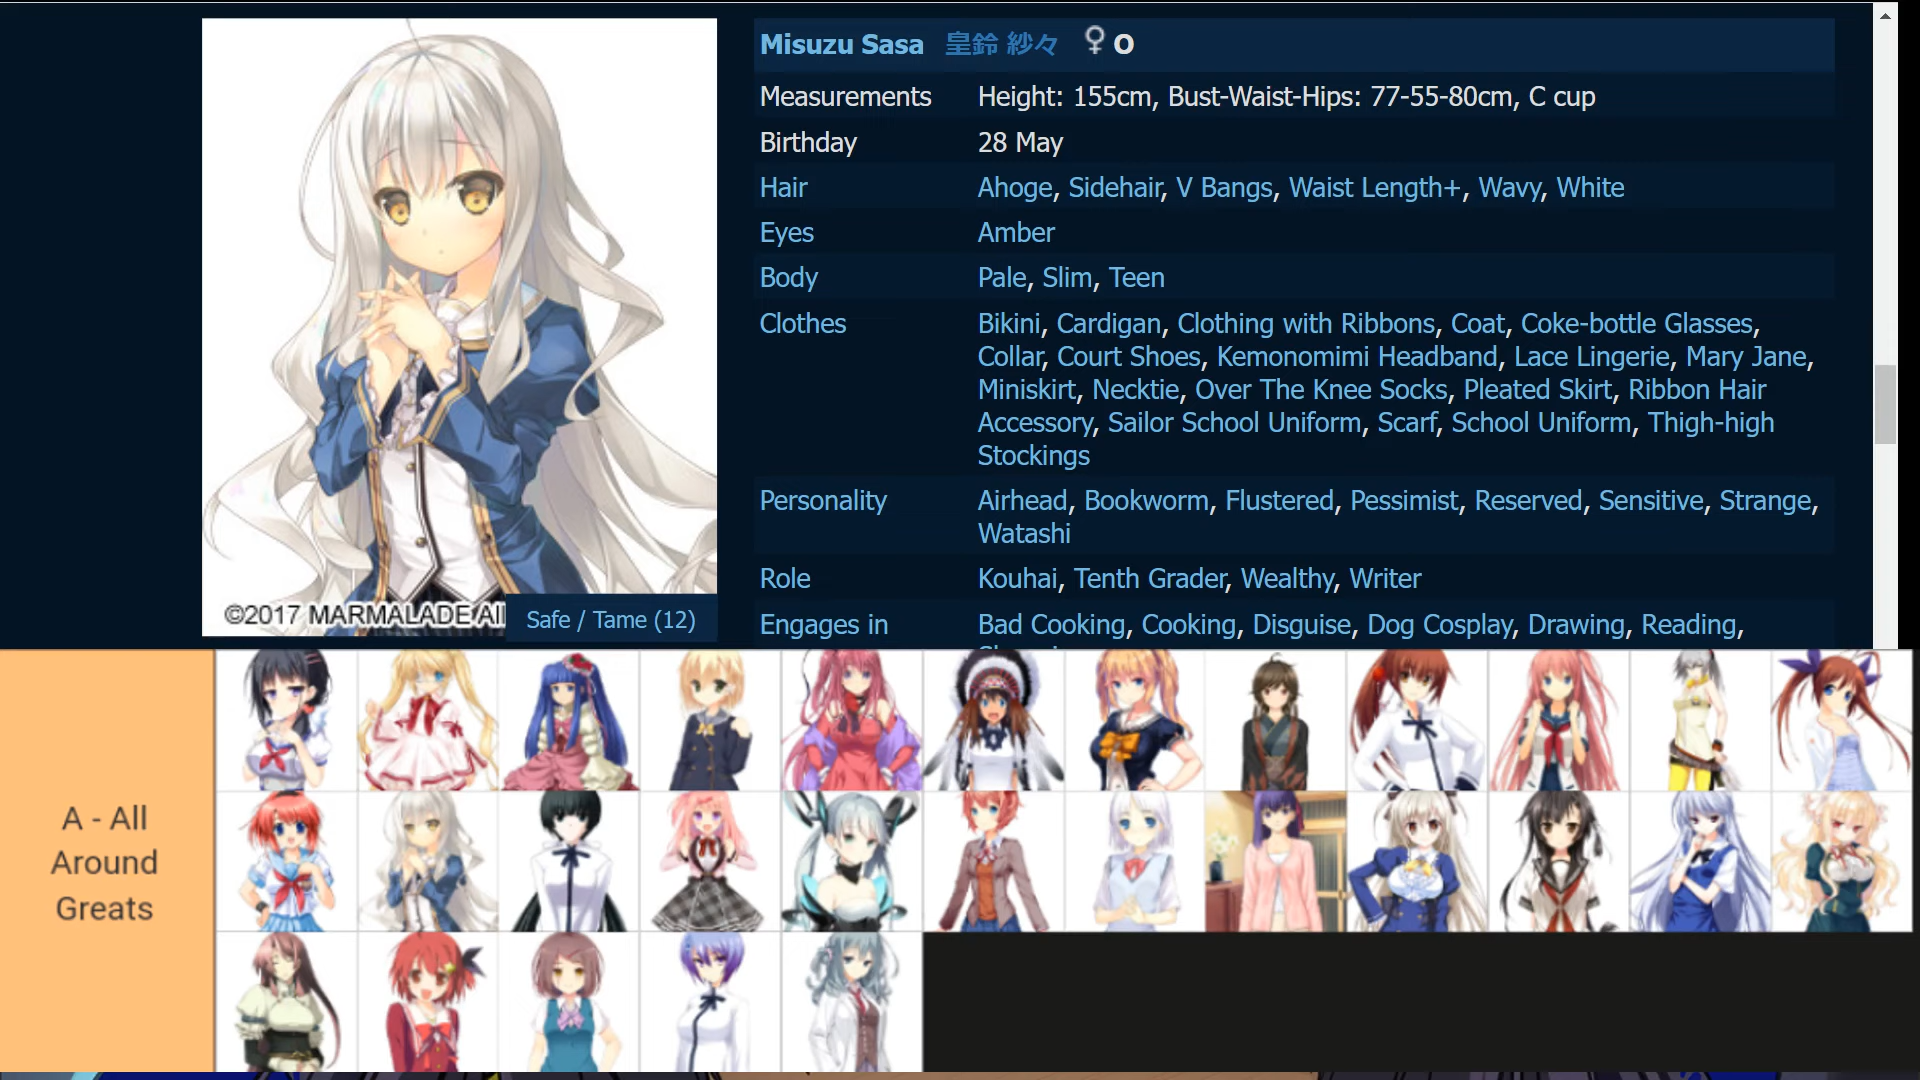 Misuzu Sasa 皇鈴 紗々 ♀ O
Measurements Height: 155cm, Bust-Waist-Hips: 77-55-80cm, C cup
Birthday 28 May
Hair Ahoge, Sidehair, V Bangs, Waist Length+, Wavy, White
Eyes Amber
Body Pale, Slim, Teen
Clothes Bikini, Cardigan, Clothing with Ribbons, Coat, Coke-bottle Glasses,
Collar, Court Shoes, Kemonomimi Headband, Lace Lingerie, Mary Jane,
Miniskirt, Necktie, Over The Knee Socks, Pleated Skirt, Ribbon Hair
Accessory, Sailor School Uniform, Scarf, School Uniform, Thigh-high
Stockings
Personality Airhead, Bookworm, Flustered, Pessimist, Reserved, Sensitive, Strange,
Watashi
Role Kouhai, Tenth Grader, Wealthy, Writer
Engages in Bad Cooking, Cooking, Disguise, Dog Cosplay, Drawing, Reading,
©2017 MARMALADE All
Safe / Tame (12)
A - All
Around
Greats